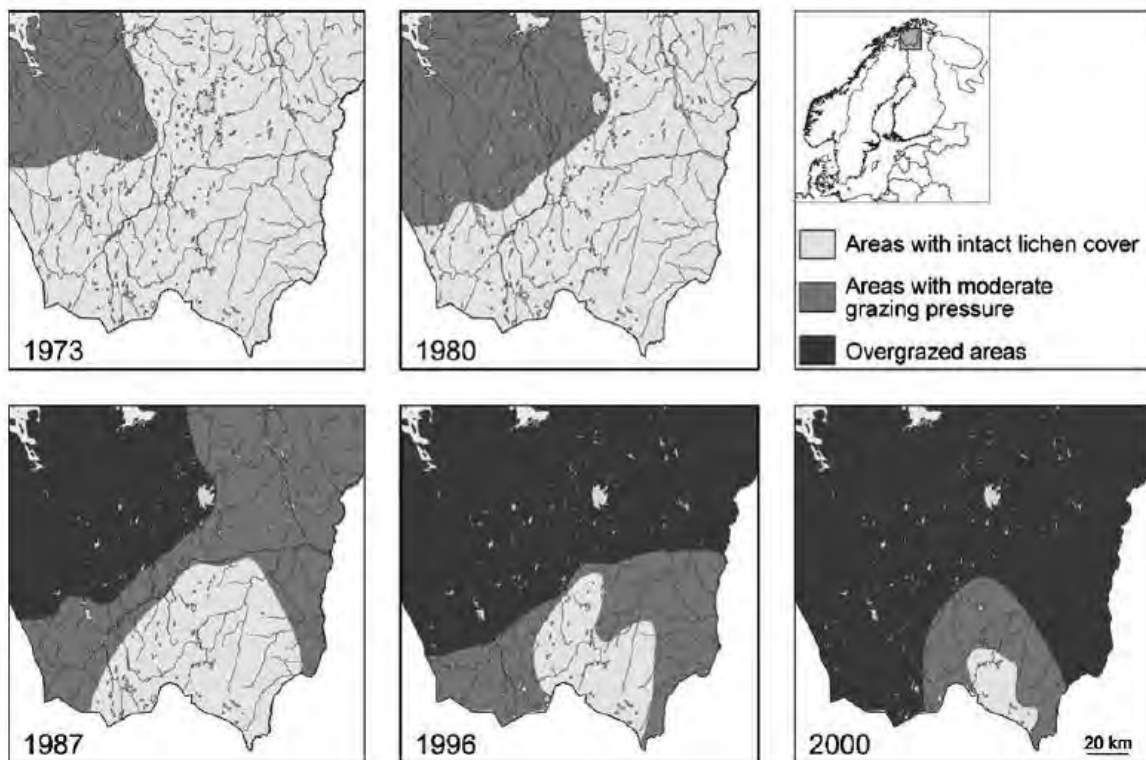 1973
1980
Areas with intact lichen cover
Areas with moderate
grazing pressure
Overgrazed areas
1987
1996
2000
20 km